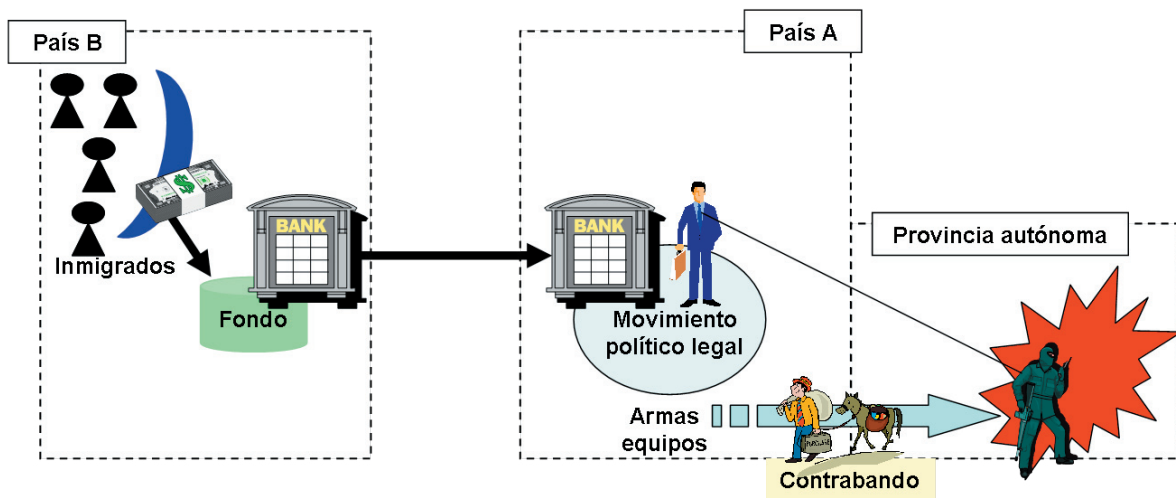 País B
País A
Provincia autónoma
$
BANK
BANK
Inmigrados
Fondo
Movimiento
político legal
Armas
equipos
Contrabando